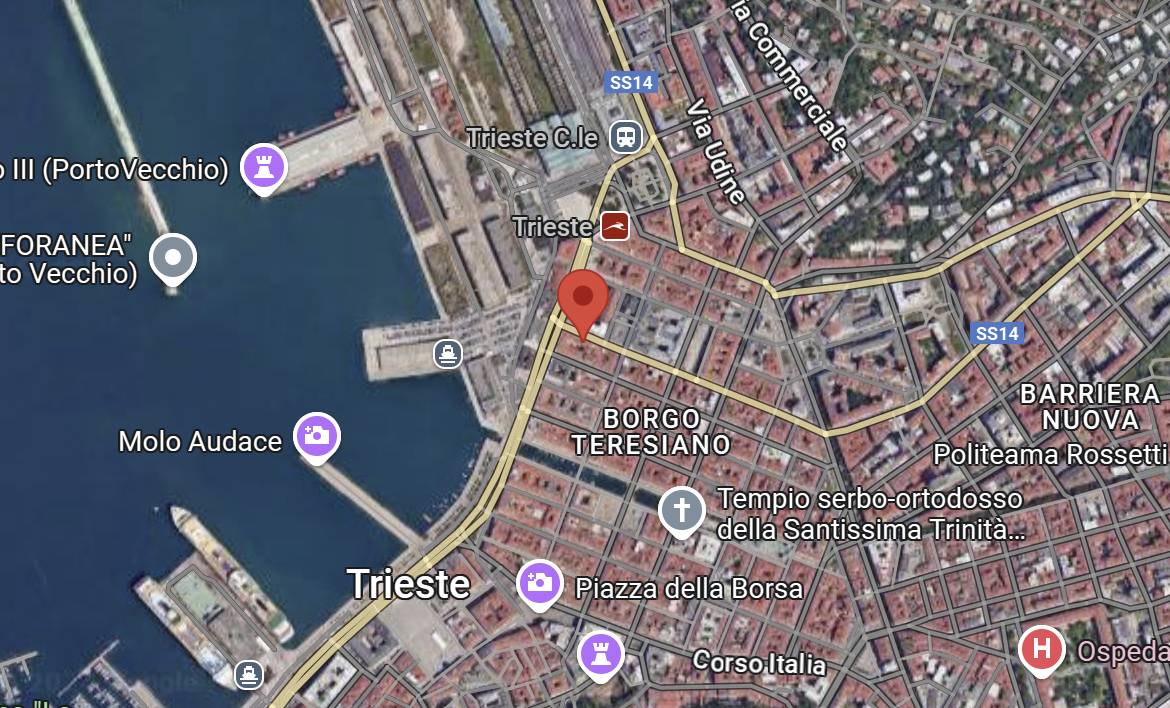 Via Commerciale
SS14
Via Udine
Trieste C.le
III (PortoVecchio)
Trieste
FORANEA"
to Vecchio)
SS14
BARRIERA
NUOVA
BORGO
TERESIANO
Molo Audace
Politeama Rossetti
Tempio serbo-ortodosso
della Santissima Trinità...
Trieste
Piazza della Borsa
Corso Italia
H
Ospeda